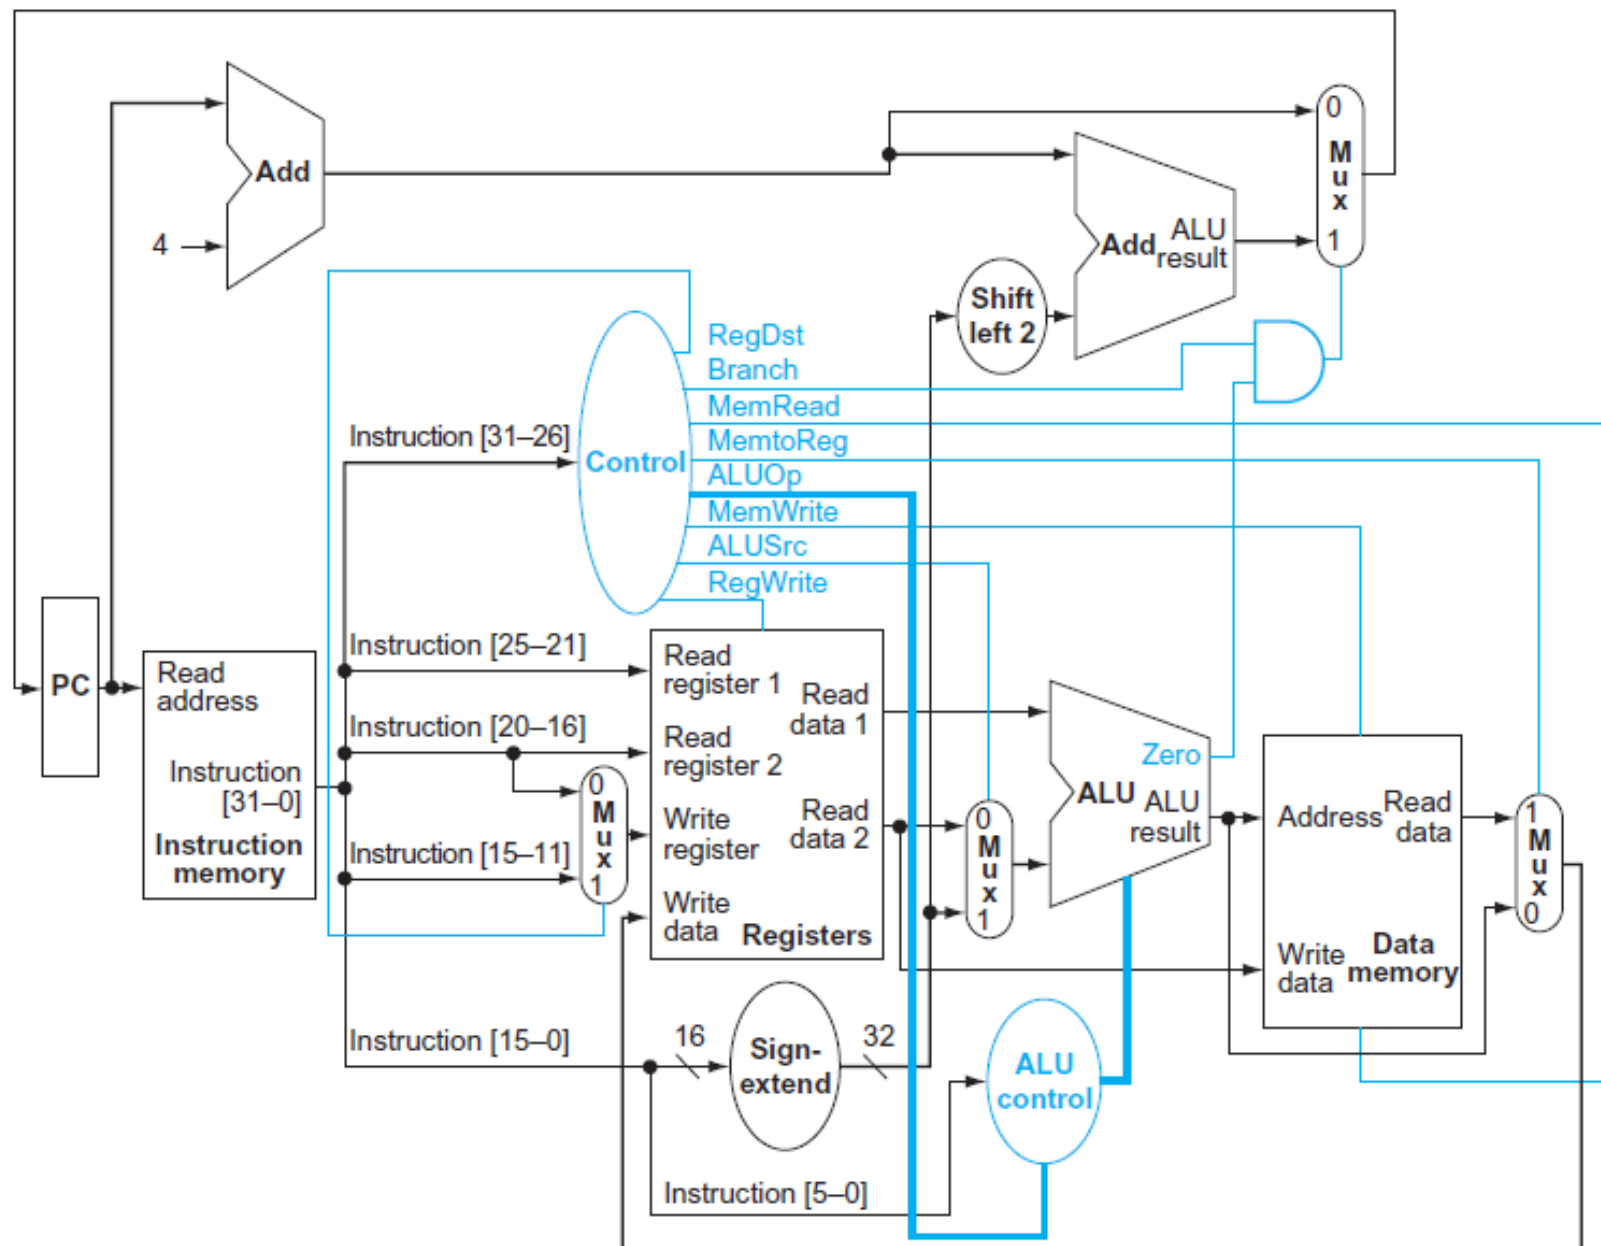 0
M
u
x
1
Add
4
Add
ALU
result
Shift
left 2
RegDst
Branch
MemRead
MemtoReg
ALUOp
MemWrite
ALUSrc
RegWrite
Control
Instruction [31–26]
Instruction [25–21]
Instruction [20–16]
Instruction [15–11]
Instruction [15–0]
Instruction [5–0]
PC
Read
address
Instruction
[31–0]
Instruction
memory
0
M
u
x
1
Read
register 1
Read
register 2
Write
register
Write
data
Read
data 1
Read
data 2
Registers
0
M
u
x
1
Zero
ALU
ALU
result
Address
Read
data
Write
data
Data
memory
1
M
u
x
0
16
Sign-
extend
32
ALU
control